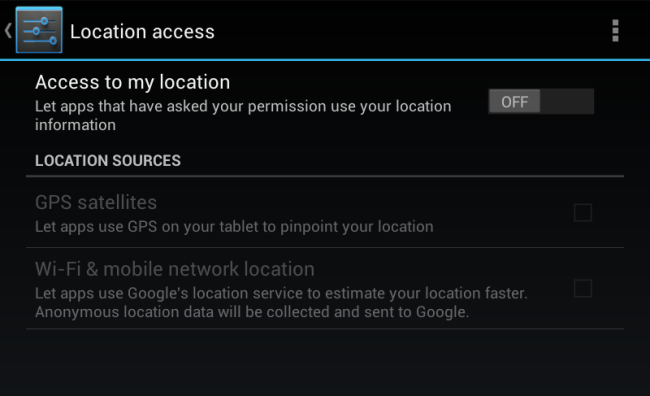 Location access
Access to my location
Let apps that have asked your permission use your location
information
OFF
LOCATION SOURCES
GPS satellites
Let apps use GPS on your tablet to pinpoint your location
Wi-Fi & mobile network location
Let apps use Google's location service to estimate your location faster.
Anonymous location data will be collected and sent to Google.